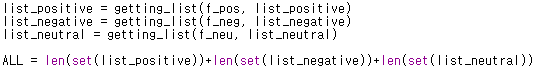 list_positive = getting_list(f_pos, list_positive)
list_negative = getting_list(f_neg, list_negative)
list_neutral = getting_list(f_neu, list_neutral)
ALL = len(set(list_positive))+len(set(list_negative))+len(set(list_neutral))